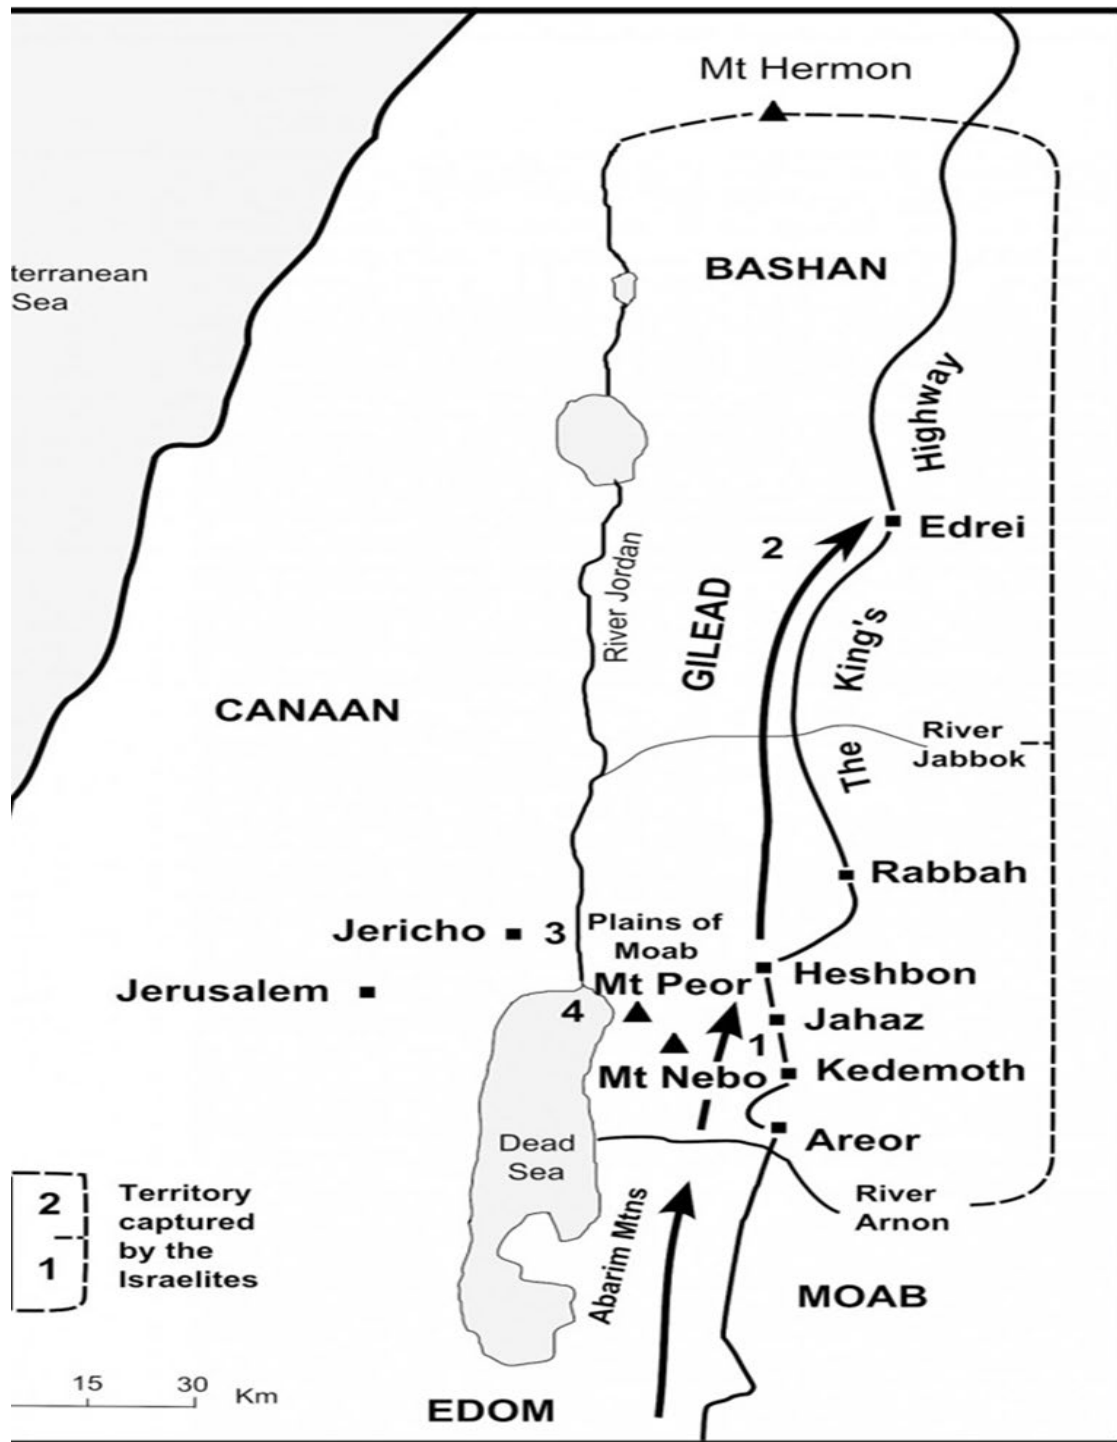 Mt Hermon
BASHAN
terranean
Sea
Highway
Edrei
2
River Jordan
GILEAD
King's
CANAAN
The
River
Jabbok
Rabbah
Jericho
3
Plains of
Moab
Mt Peor
Heshbon
Jerusalem
4
Jahaz
1
Mt Nebo
Kedemoth
Areor
Dead
Sea
2
1
Territory
captured
by the
Israelites
Abarim Mtns
River
Arnon
MOAB
15
30
Km
EDOM